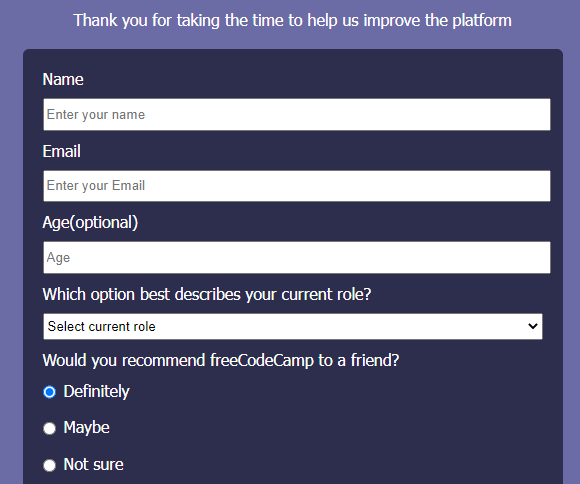 Thank you for taking the time to help us improve the platform
Name
Enter your name
Email
Enter your Email
Age(optional)
Age
Which option best describes your current role?
Select current role
Would you recommend freeCodeCamp to a friend?
Definitely
Maybe
Not sure